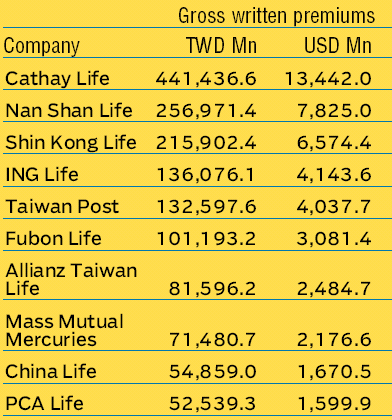 Gross written premiums
Company TWD Mn USD Mn
Cathay Life 441,436.6 13,442.0
Nan Shan Life 256,971.4 7,825.0
Shin Kong Life 215,902.4 6,574.4
ING Life 136,076.1 4,143.6
Taiwan Post 132,597.6 4,037.7
Fubon Life 101,193.2 3,081.4
Allianz Taiwan
Life 81,596.2 2,484.7
Mass Mutual
Mercuries 71,480.7 2,176.6
China Life 54,859.0 1,670.5
PCA Life 52,539.3 1,599.9